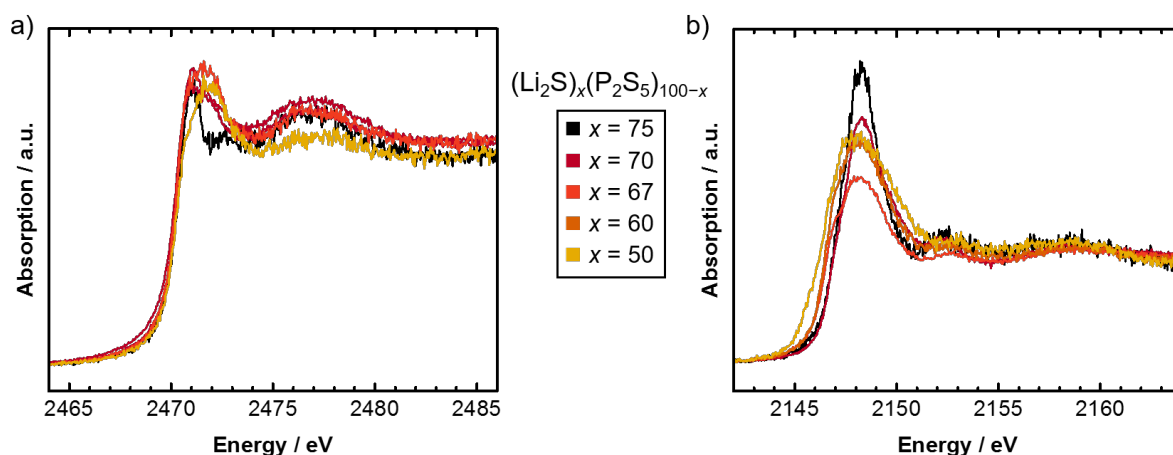 a)
Absorption / a.u.
2465 2470 2475 2480 2485
Energy / eV
(Li₂S)ₓ(P₂S₅)₁₀₀₋ₓ
x = 75
x = 70
x = 67
x = 60
x = 50
b)
Absorption / a.u.
2145 2150 2155 2160
Energy / eV